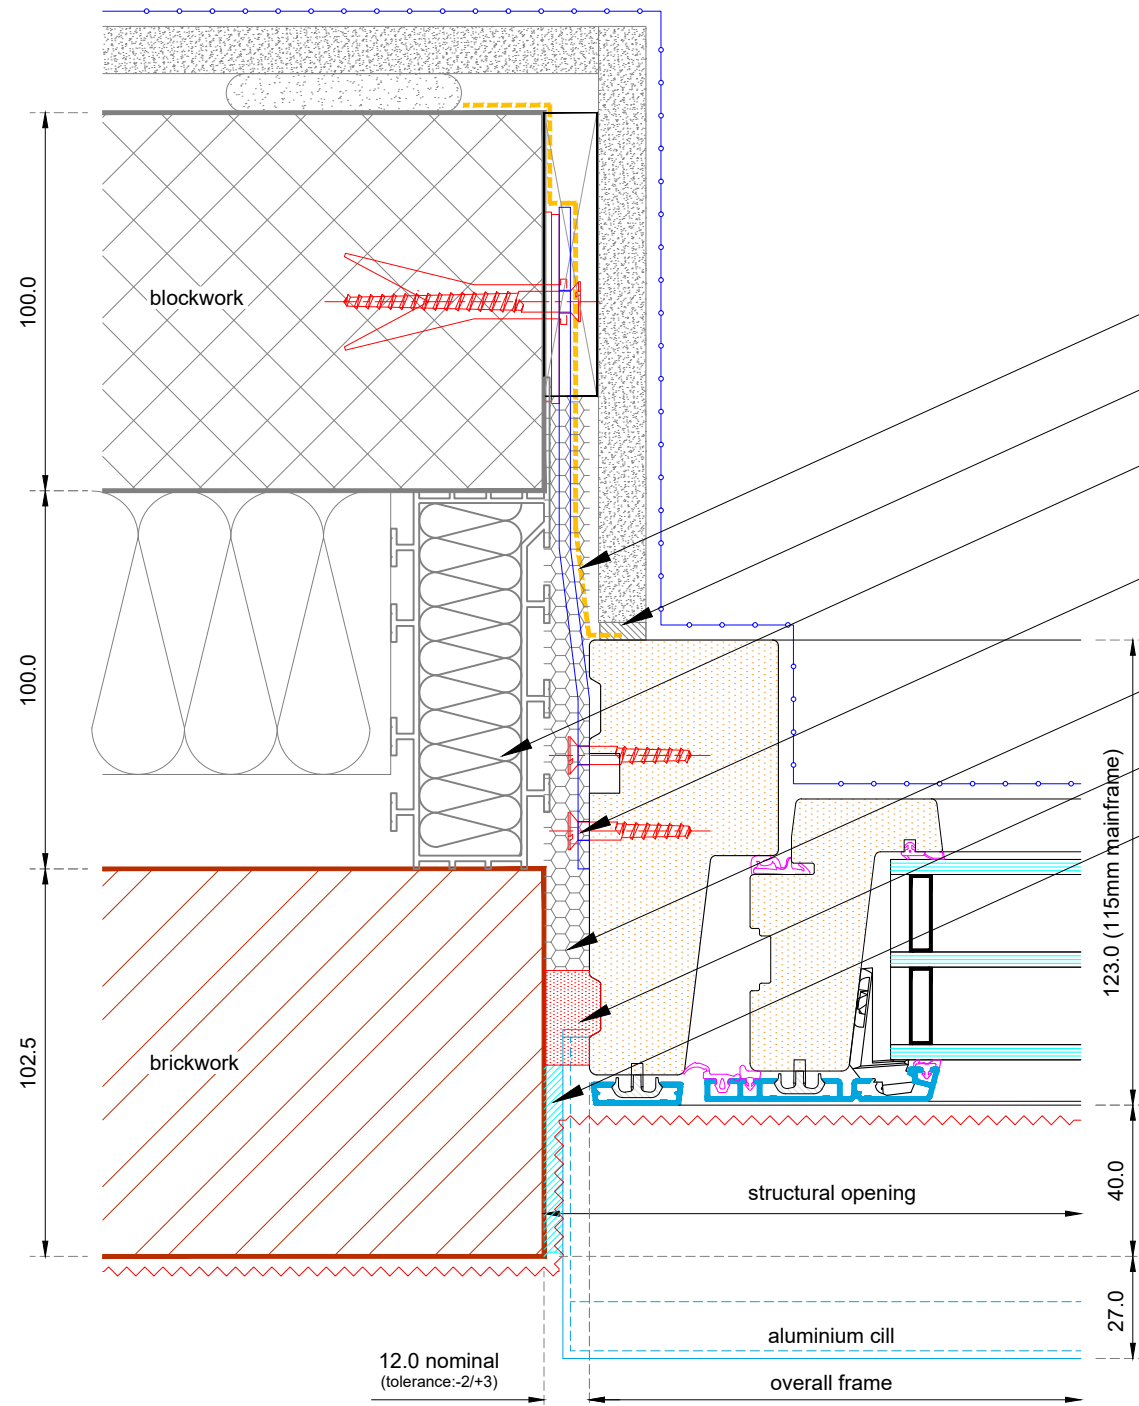 100.0
blockwork
100.0
123.0 (115mm mainframe)
102.5
brickwork
40.0
structural opening
27.0
aluminium cill
12.0 nominal
(tolerance:-2/+3)
overall frame